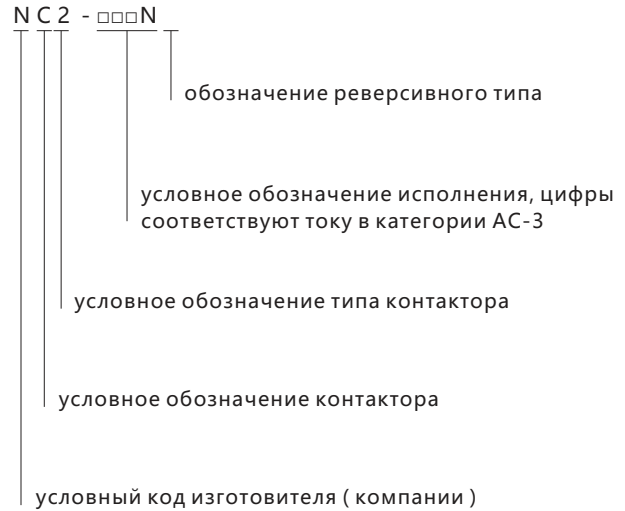 N C 2 - □□□N
обозначение реверсивного типа
условное обозначение исполнения, цифры
соответствуют току в категории AC-3
условное обозначение типа контактора
условное обозначение контактора
условный код изготовителя ( компании )